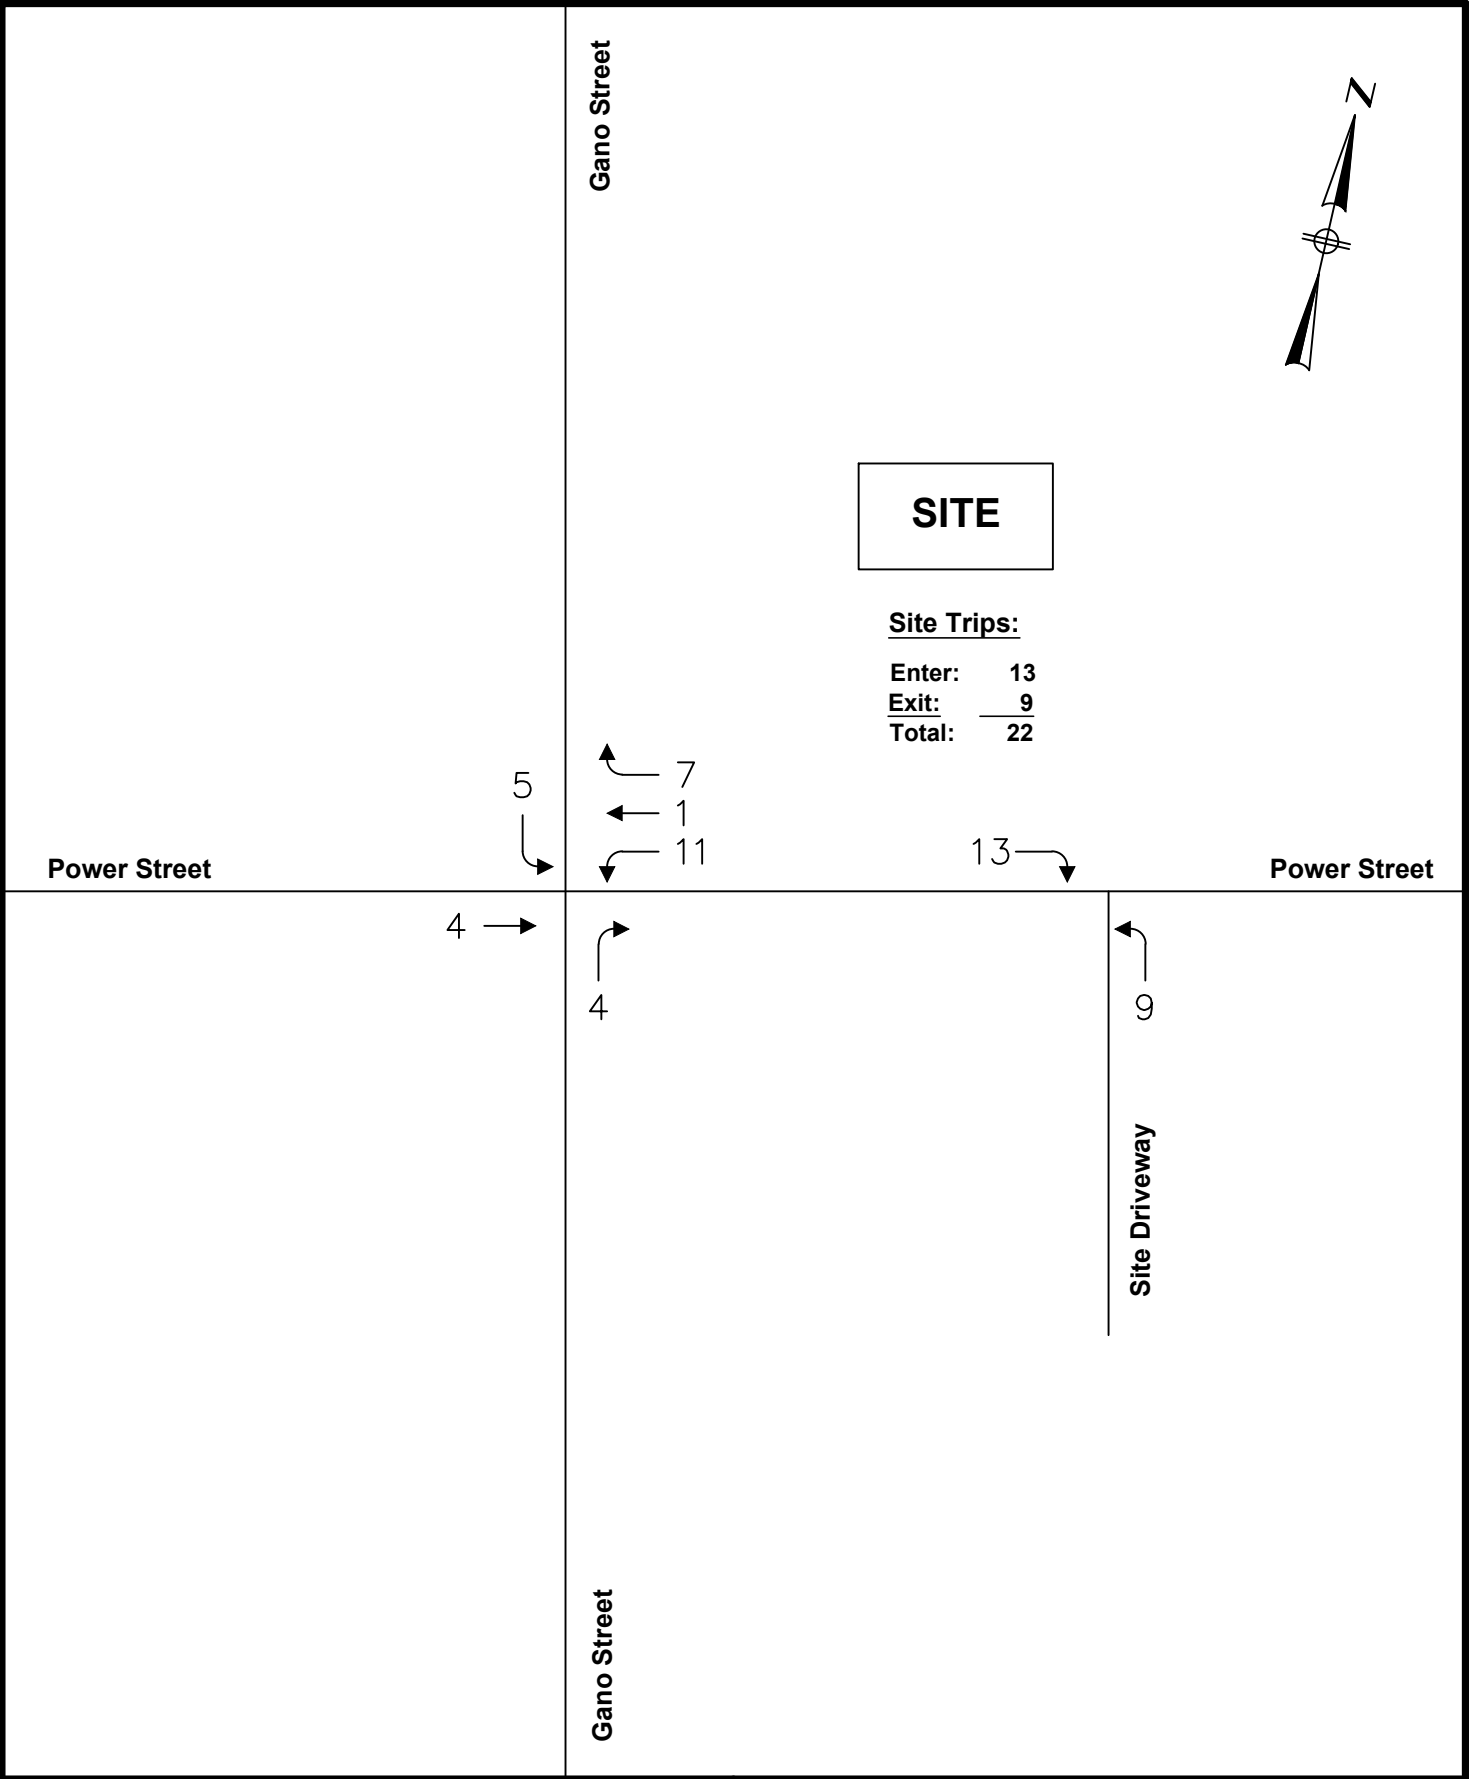 Gano Street
N
SITE
Site Trips:
Enter: 13
Exit: 9
Total: 22
5
7
1
11
13
Power Street
Power Street
4
4
9
Site Driveway
Gano Street